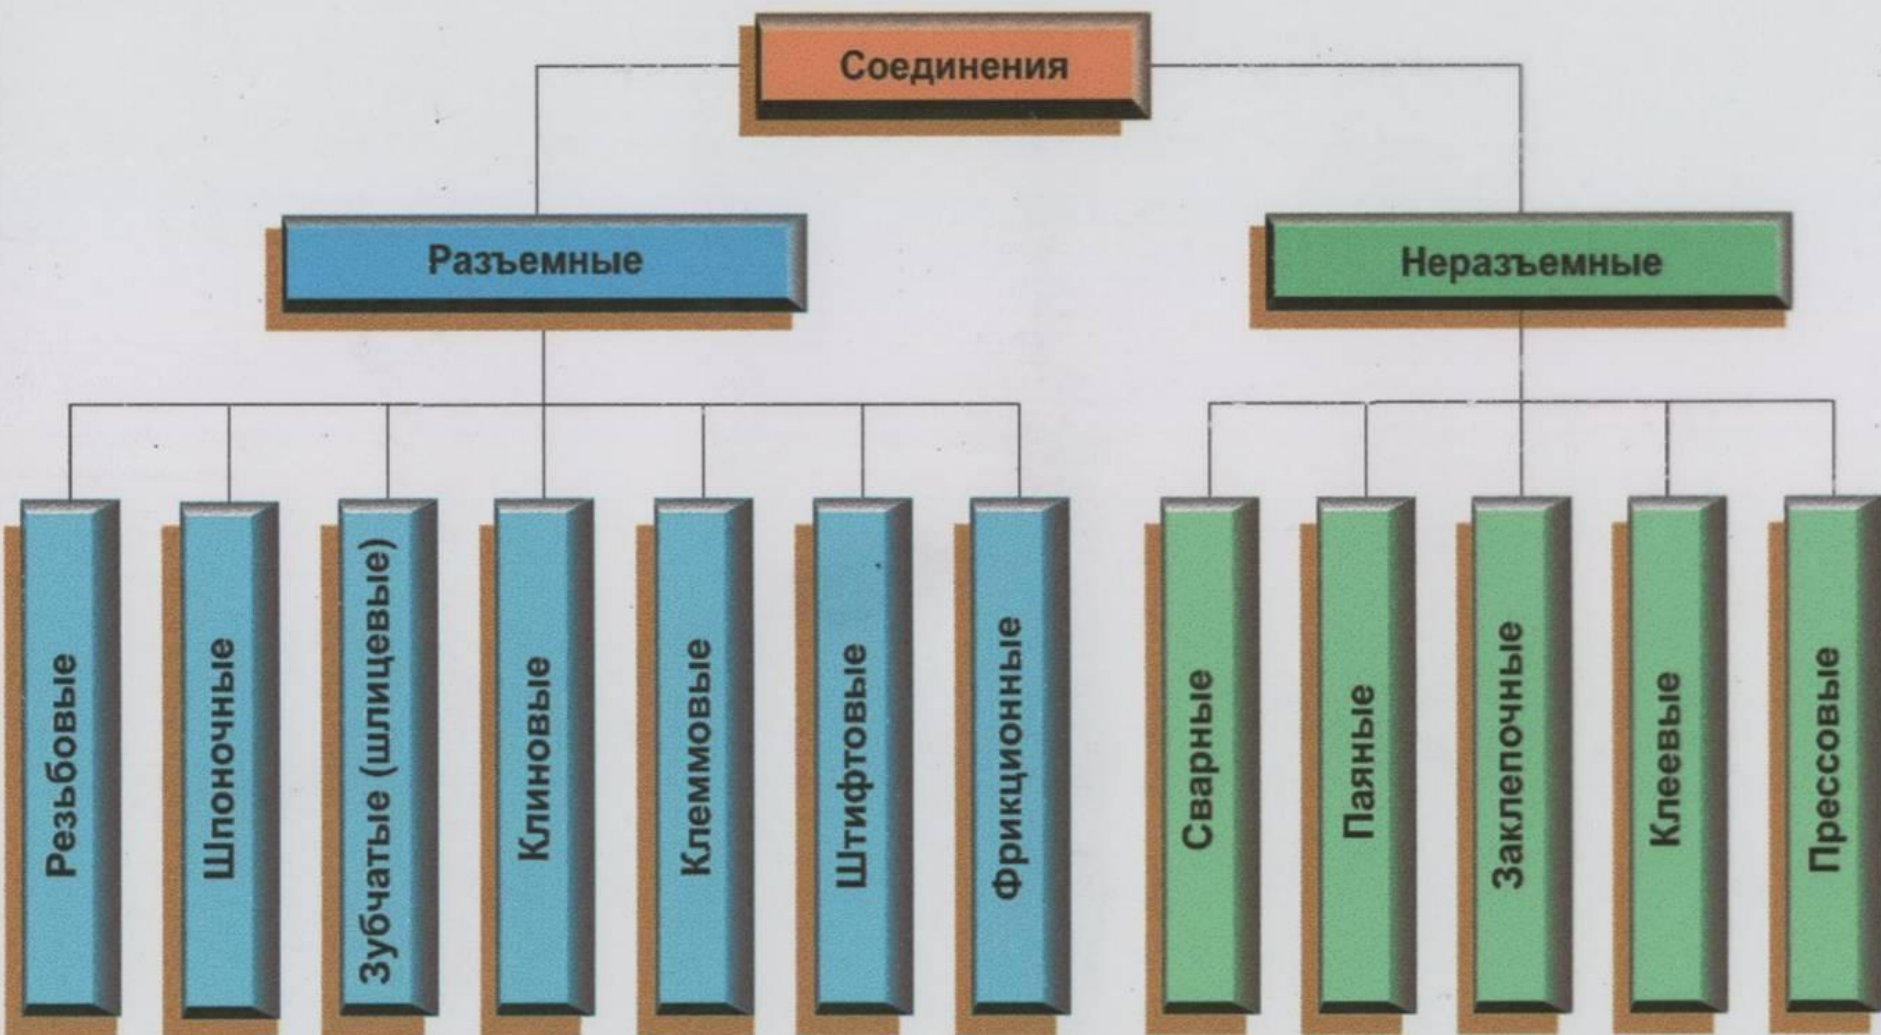 Соединения
Разъемные
Неразъемные
Резьбовые
Шпоночные
Зубчатые (шлицевые)
Клиновые
Клеммовые
Штифтовые
Фрикционные
Сварные
Паяные
Заклепочные
Клеевые
Прессовые